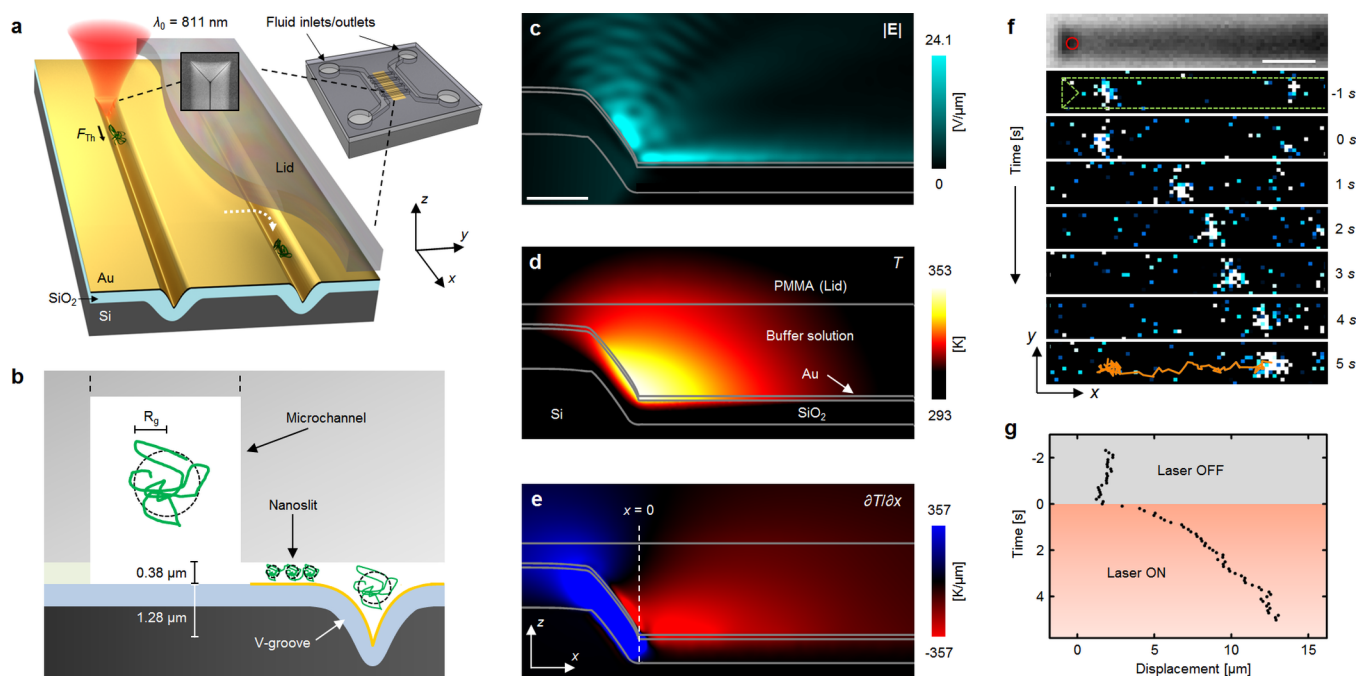 a
λ₀ = 811 nm
Fluid inlets/outlets
F_Th
Lid
Au
SiO₂
Si
z
y
x
b
R_g
Microchannel
Nanoslit
0.38 µm
1.28 µm
V-groove
c
|E|
24.1
[V/µm]
0
d
T
353
PMMA (Lid)
Buffer solution
[K]
Au
Si
SiO₂
293
e
∂T/∂x
357
x = 0
[K/µm]
z
x
-357
f
-1 s
0 s
Time [s]
1 s
2 s
3 s
4 s
y
5 s
x
g
-2
Laser OFF
0
Time [s]
2
Laser ON
4
0 5 10 15
Displacement [µm]